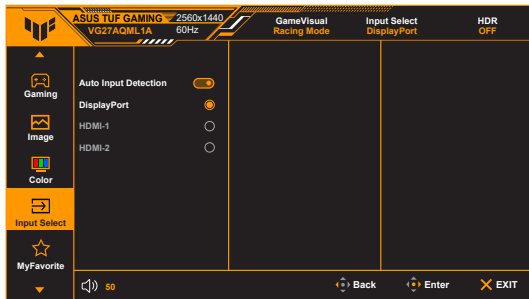 ASUS TUF GAMING 2560x1440
VG27AQML1A 60Hz
GameVisual
Racing Mode
Input Select
DisplayPort
HDR
OFF
Gaming
Image
Color
Input Select
MyFavorite
Auto Input Detection
DisplayPort
HDMI-1
HDMI-2
50
Back
Enter
EXIT